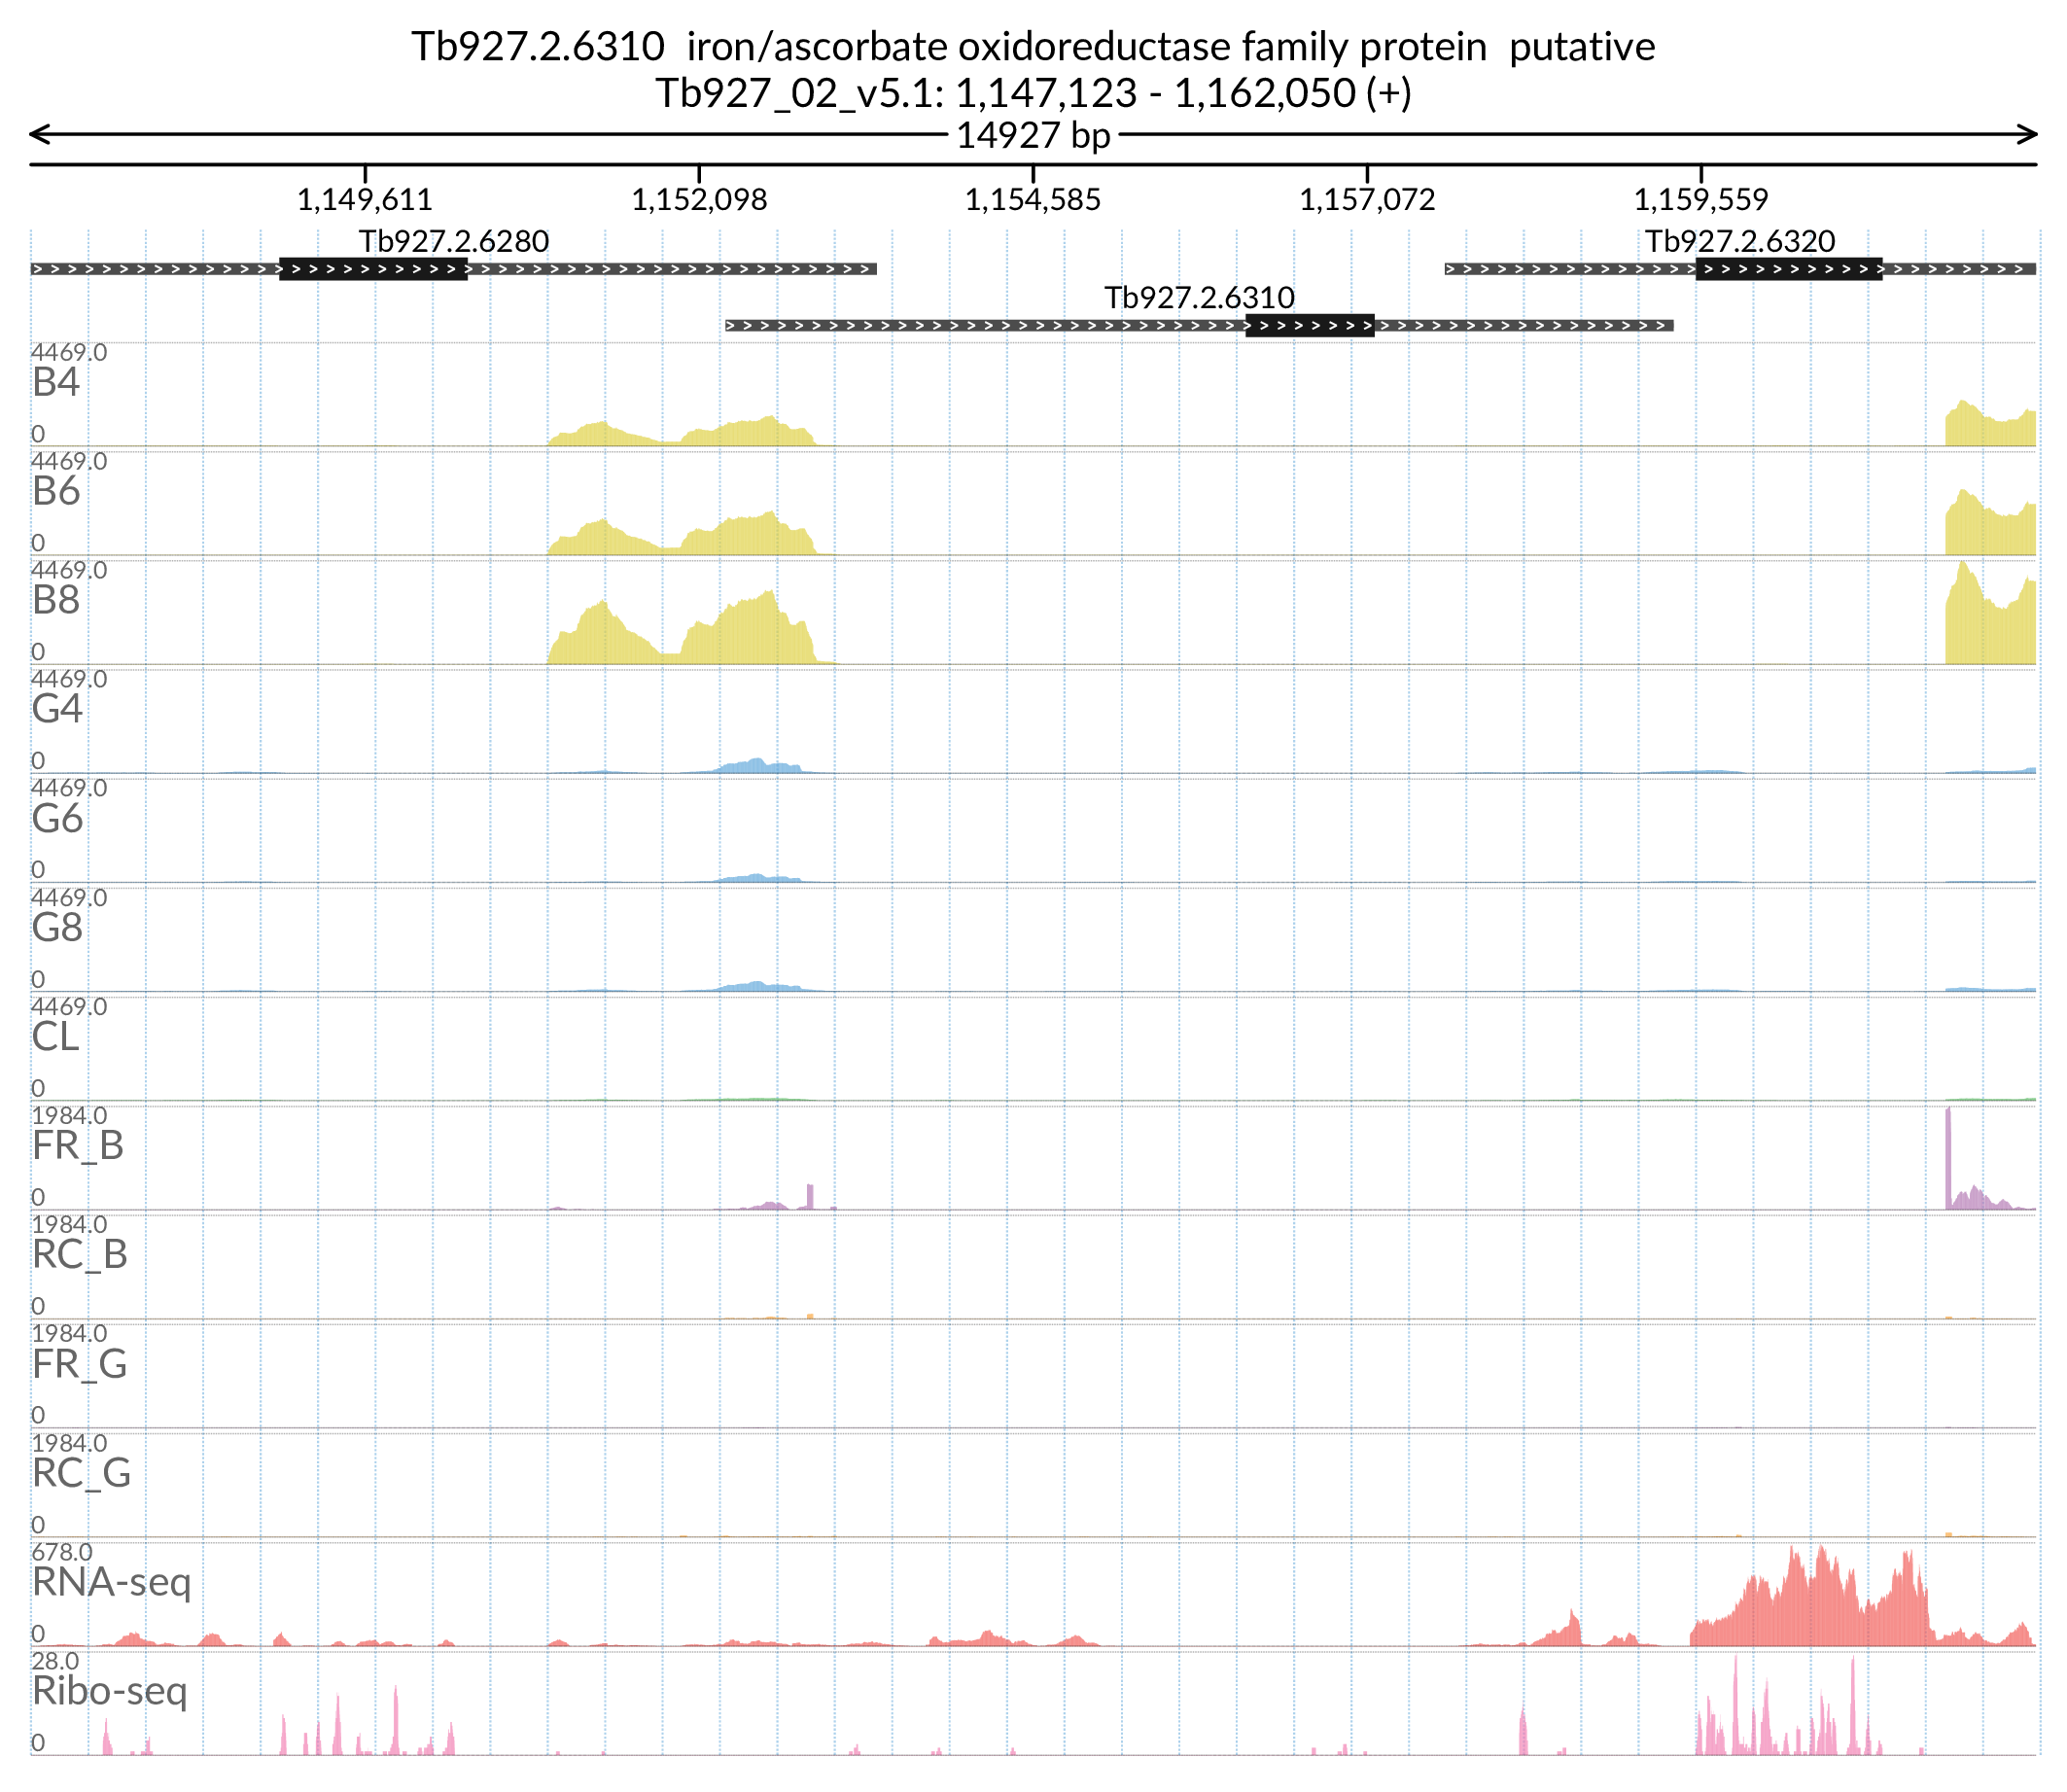 Tb927.2.6310  iron/ascorbate oxidoreductase family protein  putative
Tb927_02_v5.1: 1,147,123 - 1,162,050 (+)
14927 bp
1,149,611 1,152,098 1,154,585 1,157,072 1,159,559
Tb927.2.6280 Tb927.2.6320
Tb927.2.6310
4469.0
B4
0
4469.0
B6
0
4469.0
B8
0
4469.0
G4
0
4469.0
G6
0
4469.0
G8
0
4469.0
CL
0
1984.0
FR_B
0
1984.0
RC_B
0
1984.0
FR_G
0
1984.0
RC_G
0
678.0
RNA-seq
0
28.0
Ribo-seq
0